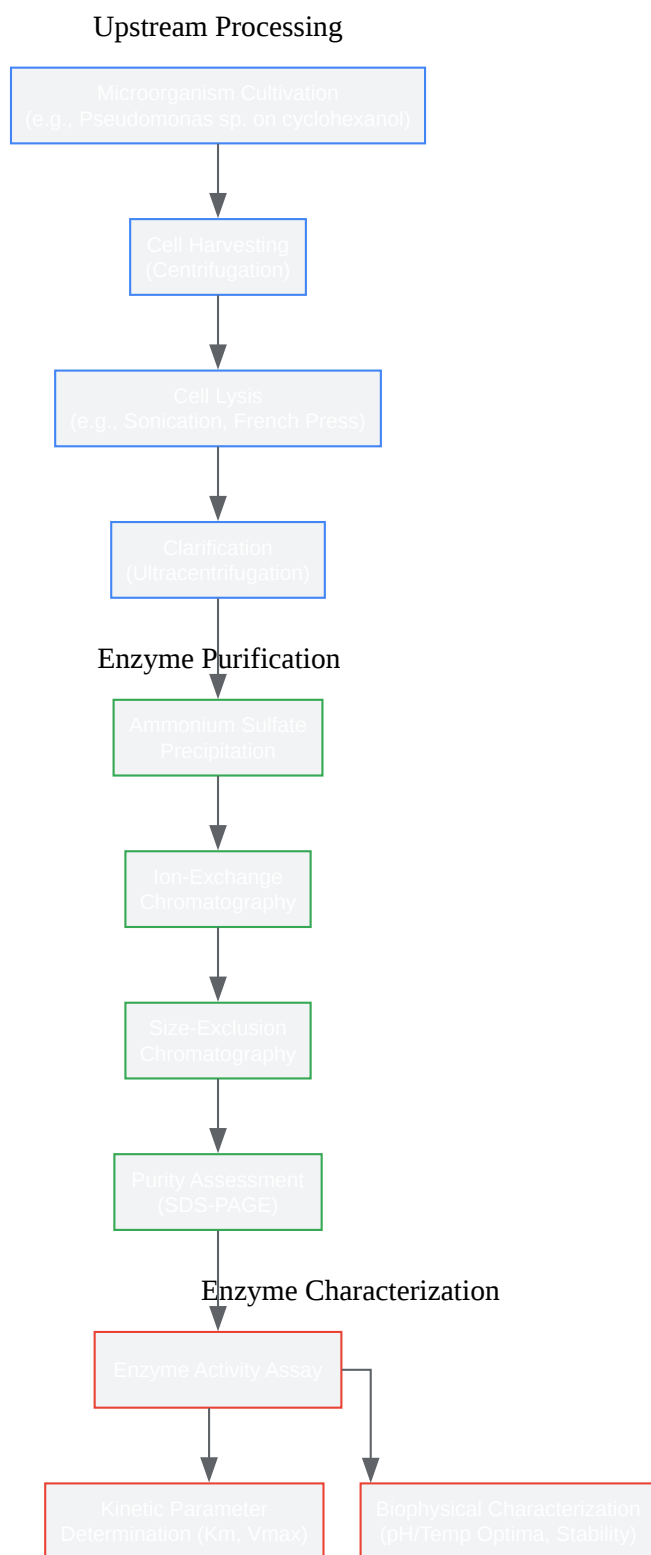 Upstream Processing
Microorganism Cultivation
(e.g., Pseudomonas sp. on cyclohexanol)
Cell Harvesting
(Centrifugation)
Cell Lysis
(e.g., Sonication, French Press)
Clarification
(Ultracentrifugation)
Enzyme Purification
Ammonium Sulfate
Precipitation
Ion-Exchange
Chromatography
Size-Exclusion
Chromatography
Purity Assessment
(SDS-PAGE)
Enzyme Characterization
Enzyme Activity Assay
Kinetic Parameter
Determination (Km, Vmax)
Biophysical Characterization
(pH/Temp Optima, Stability)